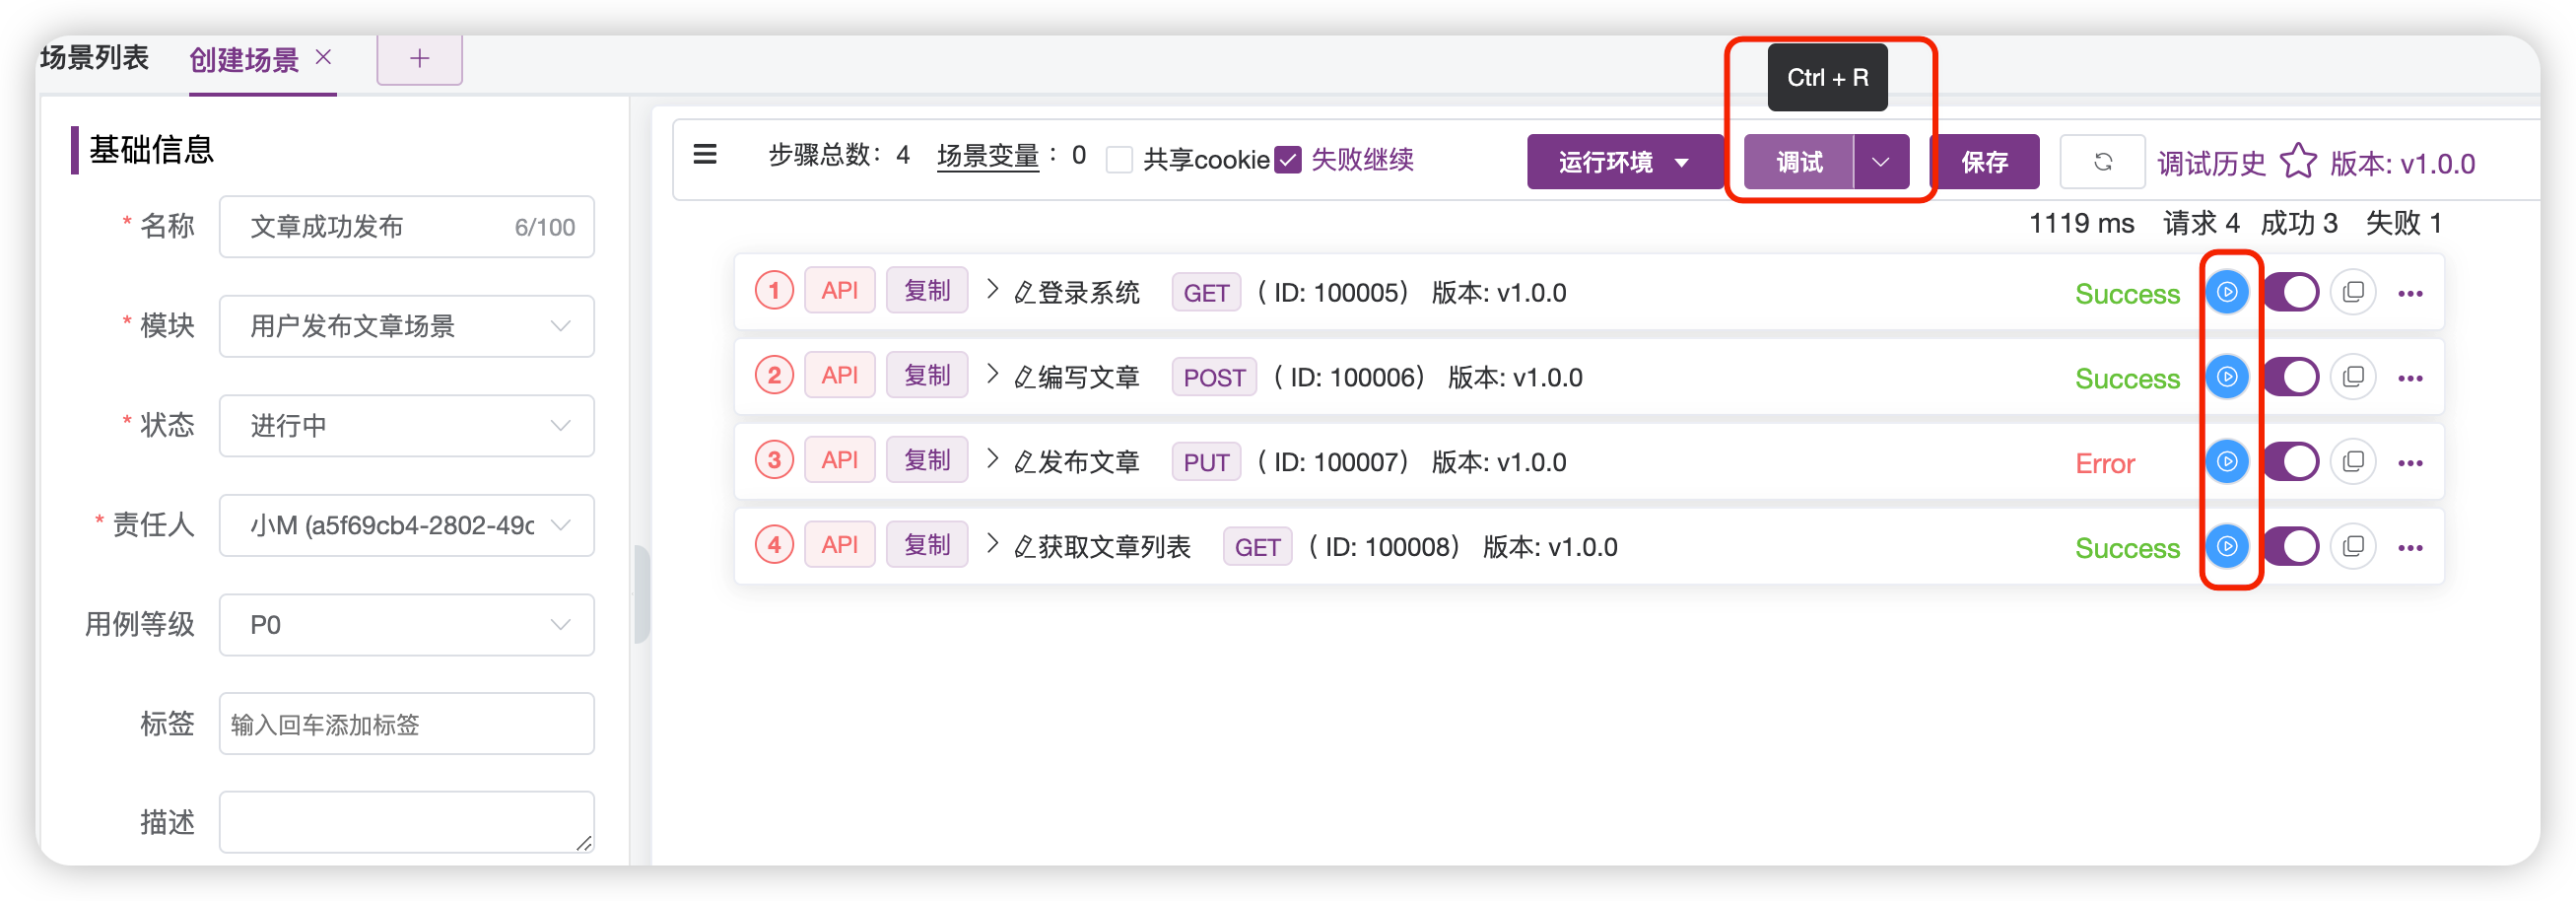 场景列表 创建场景
Ctrl + R
基础信息
步骤总数: 4 场景变量 : 0 共享cookie 失败继续 运行环境 调试 保存 调试历史 版本: v1.0.0
1119 ms 请求 4 成功 3 失败 1
* 名称 文章成功发布 6/100
* 模块 用户发布文章场景
* 状态 进行中
* 责任人 小M (a5f69cb4-2802-49c
用例等级 P0
标签 输入回车添加标签
描述
1 API 复制 登录系统 GET ( ID: 100005) 版本: v1.0.0 Success
2 API 复制 编写文章 POST ( ID: 100006) 版本: v1.0.0 Success
3 API 复制 发布文章 PUT ( ID: 100007) 版本: v1.0.0 Error
4 API 复制 获取文章列表 GET ( ID: 100008) 版本: v1.0.0 Success